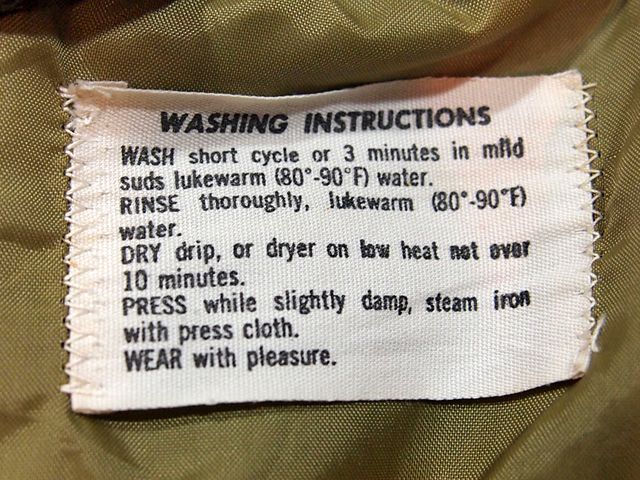 WASHING INSTRUCTIONS
WASH short cycle or 3 minutes in mild
suds lukewarm (80°-90°F) water.
RINSE thoroughly, lukewarm (80°-90°F)
water.
DRY drip, or dryer on low heat not over
10 minutes.
PRESS while slightly damp, steam iron
with press cloth.
WEAR with pleasure.